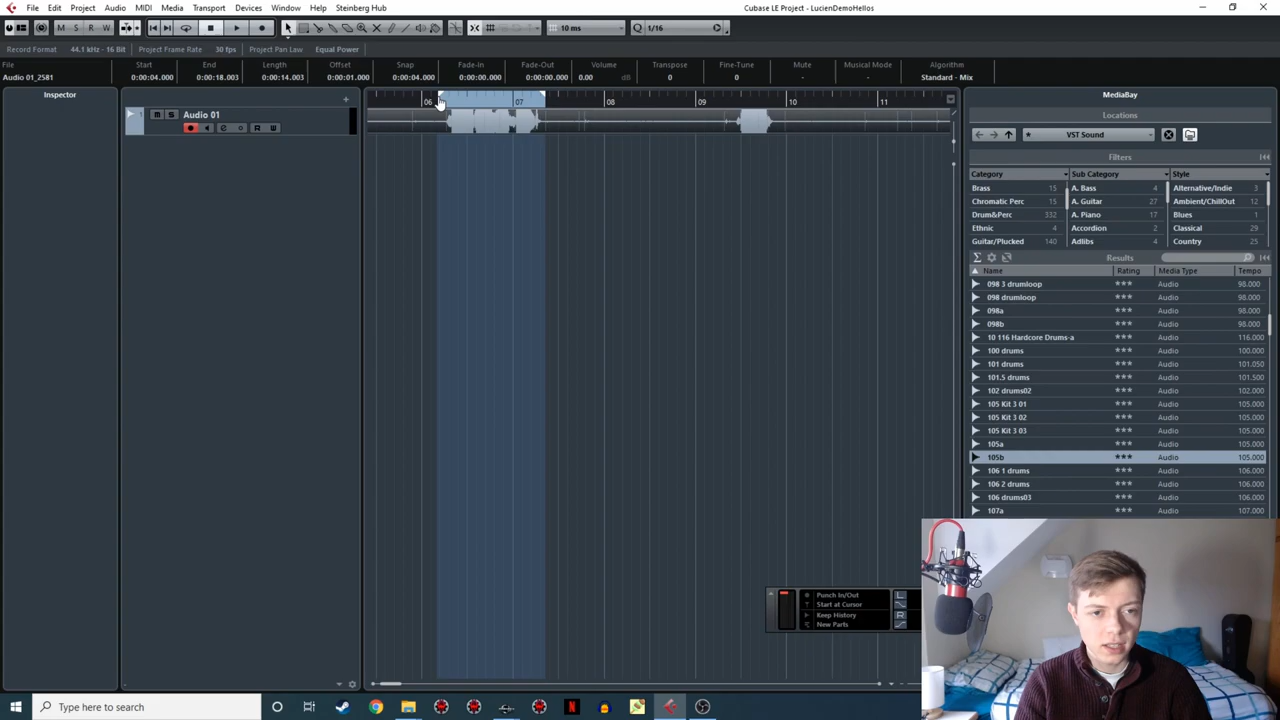 Cubase LE Project - LucienDemoHellos
File Edit Project Audio MIDI Media Transport Devices Window Help Steinberg Hub
M S R W 10 ms Q 1/16
Record Format 44.1 kHz - 16 Bit Project Frame Rate 30 fps Project Pan Law Equal Power
File Start End Length Offset Snap Fade-In Fade-Out Volume Transpose Fine-Tune Mute Musical Mode Algorithm
Audio 01_2581 0:00:04.000 0:00:18.003 0:00:14.003 0:00:01.000 0:00:04.000 0:00:00.000 0:00:00.000 0.00 dB 0 0 Standard - Mix
Inspector
06 07 08 09 10 11
1 M S Audio 01
R W
MediaBay
Locations
VST Sound
Filters
Category Sub Category Style
Brass 15 A. Bass 4 Alternative/Indie 3
Chromatic Perc 15 A. Guitar 27 Ambient/ChillOut 12
Drum&Perc 332 A. Piano 17 Blues 1
Ethnic 4 Accordion 2 Classical 29
Guitar/Plucked 140 Adlibs 4 Country 25
Results
Name Rating Media Type Tempo
098 3 drumloop *** Audio 98.000
098 drumloop *** Audio 98.000
098a *** Audio 98.000
098b *** Audio 98.000
10 116 Hardcore Drums-a *** Audio 116.000
100 drums *** Audio 100.000
101 drums *** Audio 101.050
101.5 drums *** Audio 101.500
102 drums02 *** Audio 102.000
105 Kit 3 01 *** Audio 105.000
105 Kit 3 02 *** Audio 105.000
105 Kit 3 03 *** Audio 105.000
105a *** Audio 105.000
105b *** Audio 105.000
106 1 drums *** Audio 106.000
106 2 drums *** Audio 106.000
106 drums03 *** Audio 106.000
107a *** Audio 107.000
Punch In/Out L
Start at Cursor
Keep History R
New Parts
Type here to search